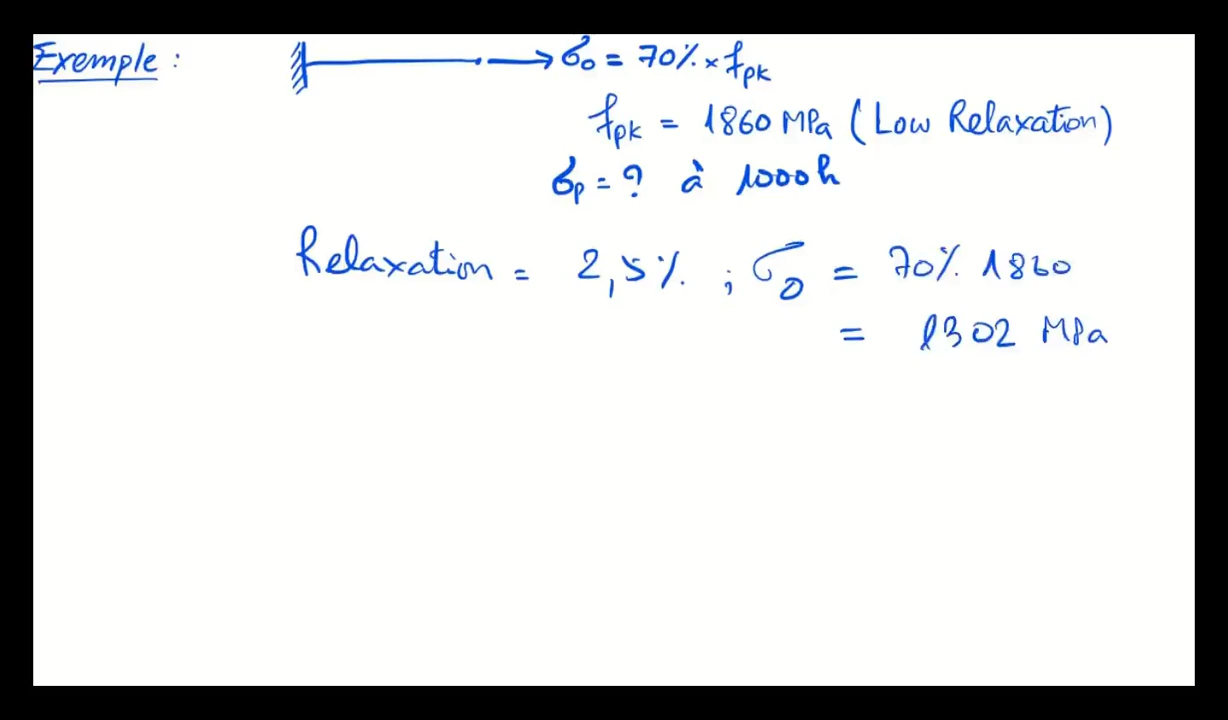 Exemple : σ₀ = 70% × fpk
fpk = 1860 MPa (Low Relaxation)
σp = ? à 1000h
Relaxation = 2,5% ; σ₀ = 70% 1860
= 1302 MPa